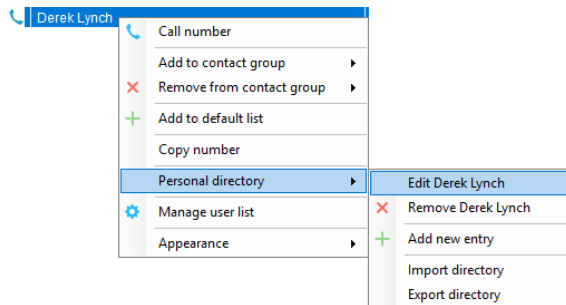 Derek Lynch
Call number
Add to contact group
Remove from contact group
Add to default list
Copy number
Personal directory
Manage user list
Appearance
Edit Derek Lynch
Remove Derek Lynch
Add new entry
Import directory
Export directory